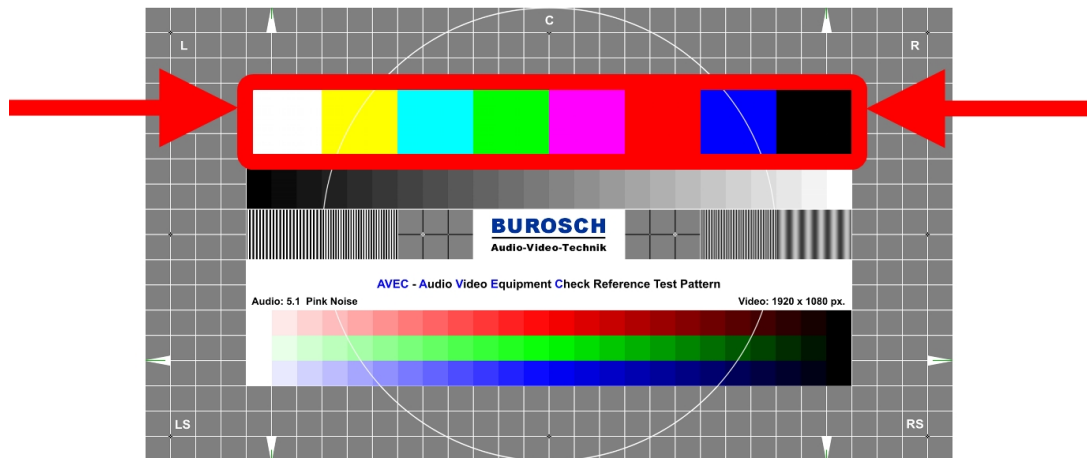 C
L
R
BUROSCH
Audio-Video-Technik
AVEC - Audio Video Equipment Check Reference Test Pattern
Audio: 5.1 Pink Noise
Video: 1920 x 1080 px.
LS
RS